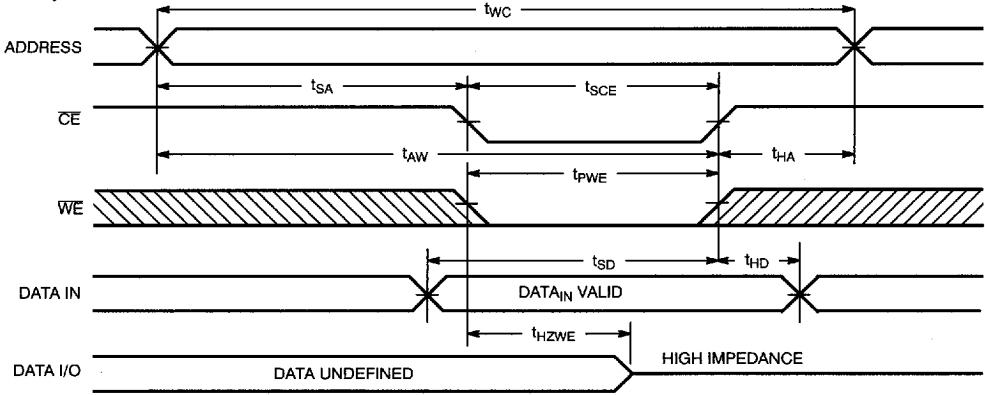 tWC
ADDRESS
tSA
tSCE
CE
tAW
tHA
tPWE
WE
tSD
tHD
DATA IN
DATAIN VALID
tHZWE
DATA I/O
DATA UNDEFINED
HIGH IMPEDANCE